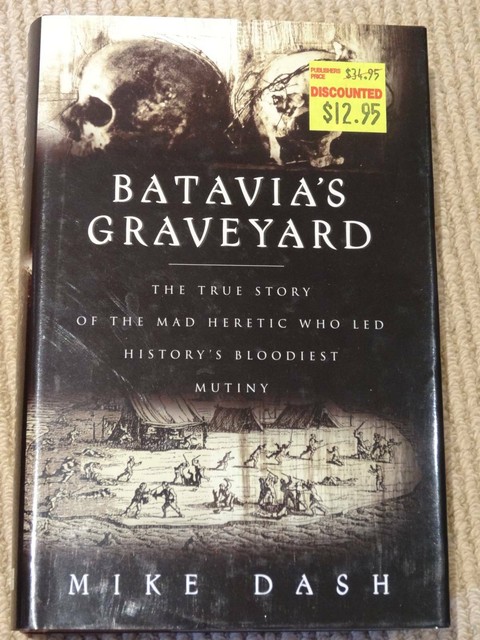 PUBLISHERS
PRICE $34.95
DISCOUNTED
$12.95
BATAVIA'S
GRAVEYARD
THE TRUE STORY
OF THE MAD HERETIC WHO LED
HISTORY'S BLOODIEST
MUTINY
MIKE DASH